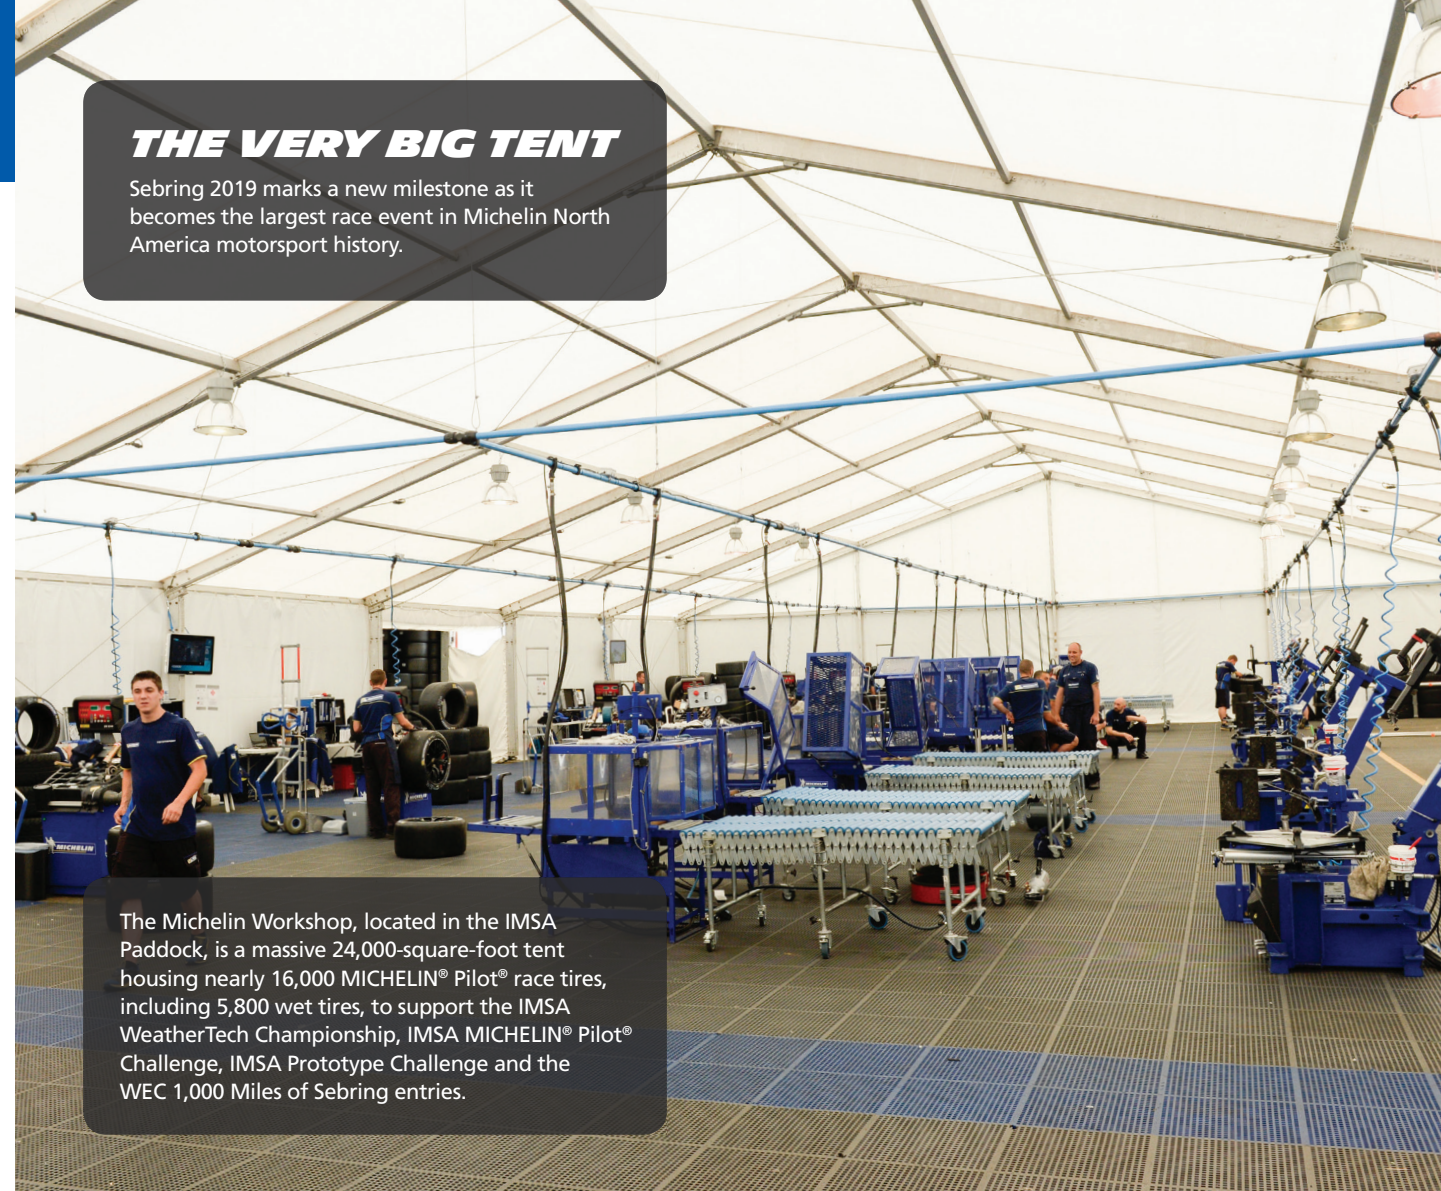 THE VERY BIG TENT
Sebring 2019 marks a new milestone as it
becomes the largest race event in Michelin North
America motorsport history.
MICHELIN
The Michelin Workshop, located in the IMSA
Paddock, is a massive 24,000-square-foot tent
housing nearly 16,000 MICHELIN® Pilot® race tires,
including 5,800 wet tires, to support the IMSA
WeatherTech Championship, IMSA MICHELIN® Pilot®
Challenge, IMSA Prototype Challenge and the
WEC 1,000 Miles of Sebring entries.